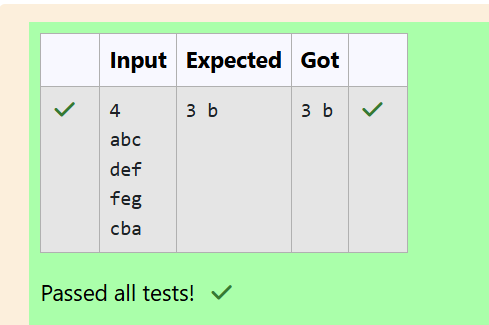 Input Expected Got
4 3 b 3 b
abc
def
feg
cba
Passed all tests!